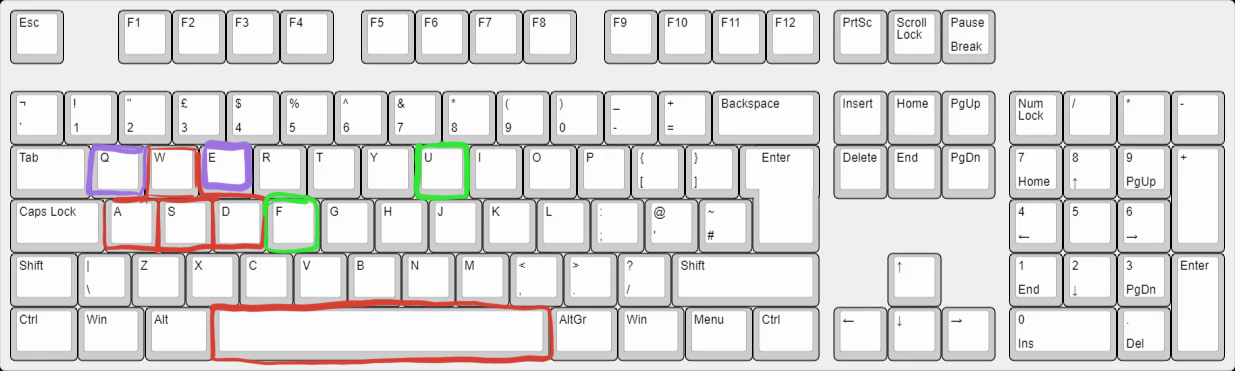 Esc F1 F2 F3 F4 F5 F6 F7 F8 F9 F10 F11 F12 PrtSc Scroll Lock Pause Break
¬ ! " £ $ % ^ & * ( ) _ + Backspace Insert Home PgUp Num Lock / * -
` 1 2 3 4 5 6 7 8 9 0 - =
Tab Q W E R T Y U I O P { } Enter Delete End PgDn 7 8 9 +
[ ] Home ↑ PgUp
Caps Lock A S D F G H J K L : @ ~ 4 5 6
; ' # ← →
Shift | Z X C V B N M < > ? Shift ↑ 1 2 3 Enter
\ , . / End ↓ PgDn
Ctrl Win Alt AltGr Win Menu Ctrl ← ↓ → 0 .
Ins Del